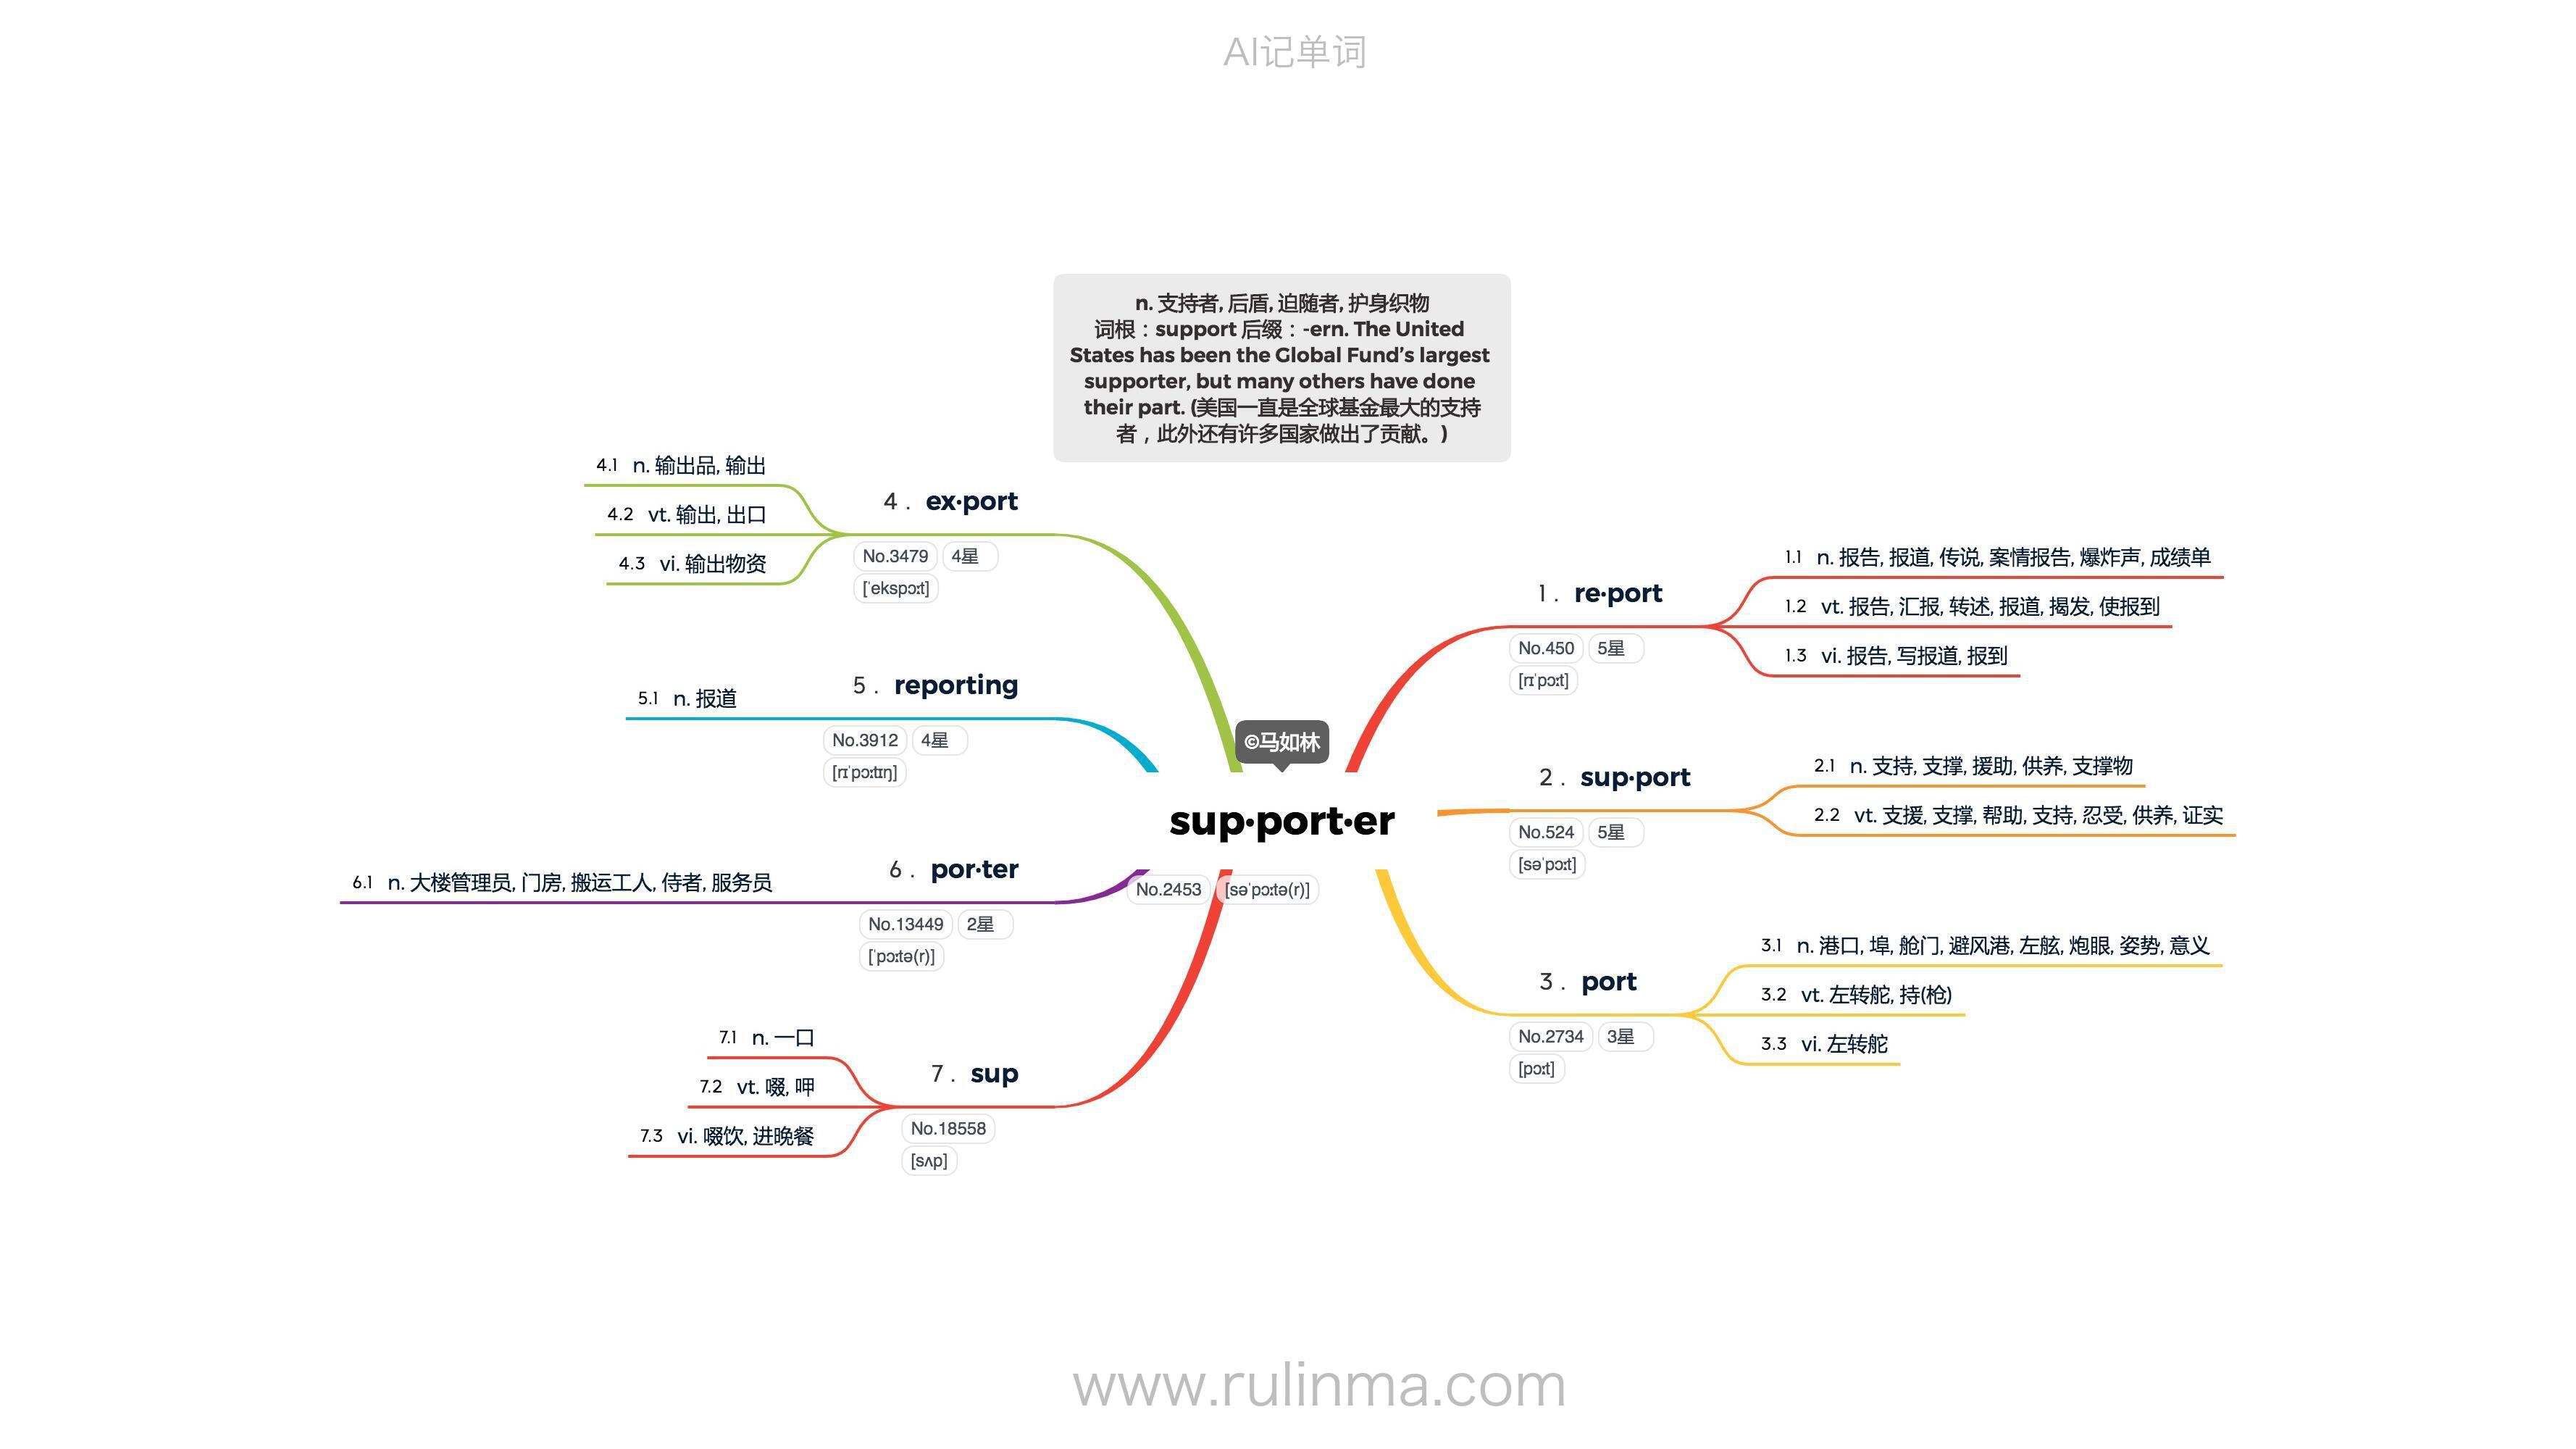 AI记单词
n. 支持者, 后盾, 迫随者, 护身织物
词根：support 后缀：-ern. The United
States has been the Global Fund’s largest
supporter, but many others have done
their part. (美国一直是全球基金最大的支持
者，此外还有许多国家做出了贡献。)
©马如林
sup·port·er
No.2453 [səˈpɔːtə(r)]
1. re·port
No.450 5星
[rɪˈpɔːt]
1.1 n. 报告, 报道, 传说, 案情报告, 爆炸声, 成绩单
1.2 vt. 报告, 汇报, 转述, 报道, 揭发, 使报到
1.3 vi. 报告, 写报道, 报到
2. sup·port
No.524 5星
[səˈpɔːt]
2.1 n. 支持, 支撑, 援助, 供养, 支撑物
2.2 vt. 支援, 支撑, 帮助, 支持, 忍受, 供养, 证实
3. port
No.2734 3星
[pɔːt]
3.1 n. 港口, 埠, 舱门, 避风港, 左舷, 炮眼, 姿势, 意义
3.2 vt. 左转舵, 持(枪)
3.3 vi. 左转舵
4. ex·port
No.3479 4星
[ˈekspɔːt]
4.1 n. 输出品, 输出
4.2 vt. 输出, 出口
4.3 vi. 输出物资
5. reporting
No.3912 4星
[rɪˈpɔːtɪŋ]
5.1 n. 报道
6. por·ter
No.13449 2星
[ˈpɔːtə(r)]
6.1 n. 大楼管理员, 门房, 搬运工人, 侍者, 服务员
7. sup
No.18558
[sʌp]
7.1 n. 一口
7.2 vt. 啜, 呷
7.3 vi. 啜饮, 进晚餐
www.rulinma.com